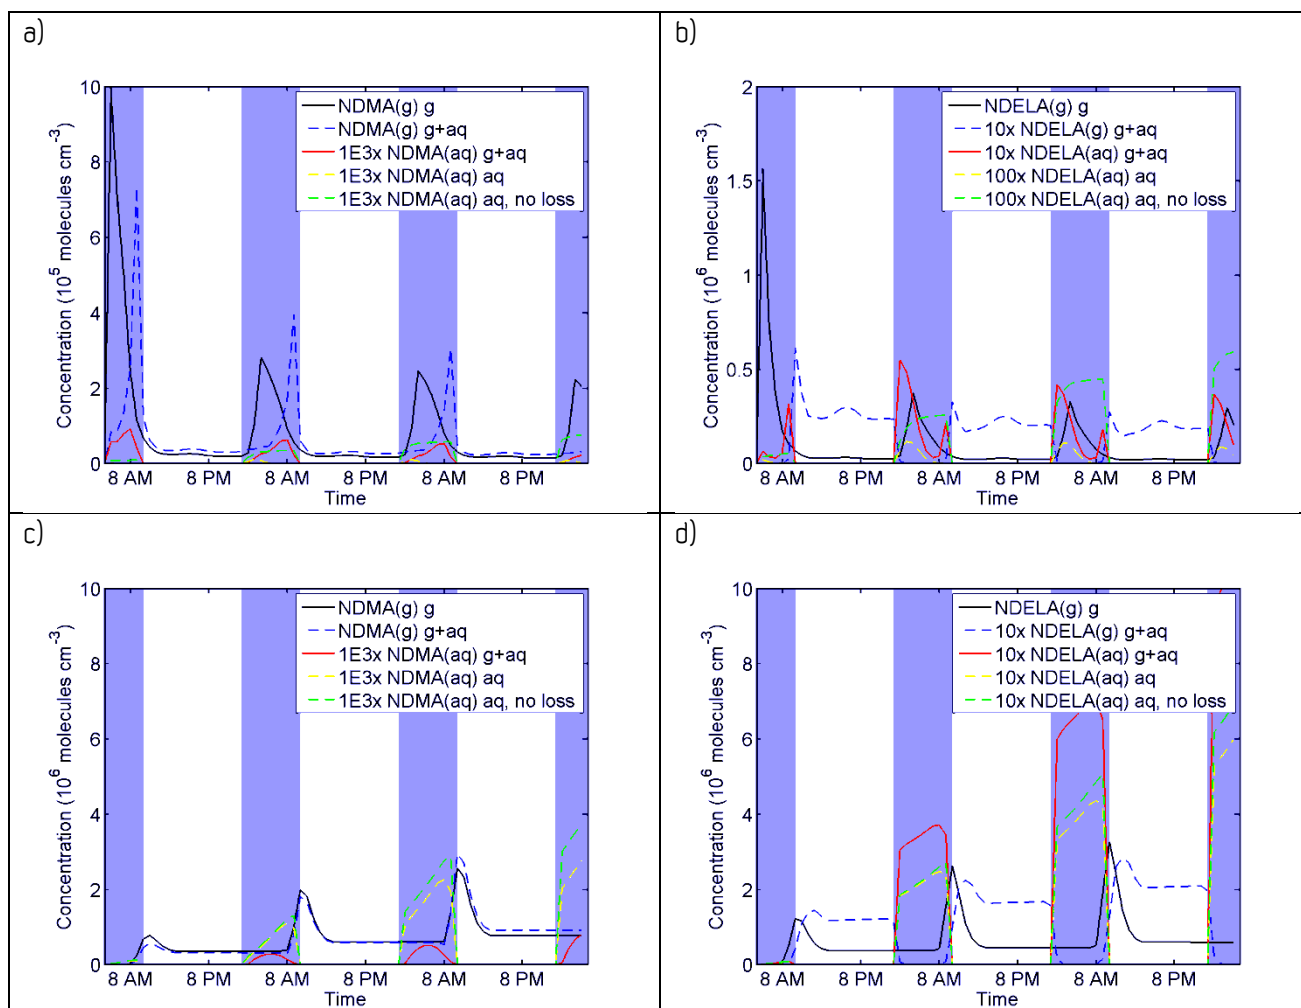 a)
Concentration (10⁵ molecules cm⁻³)
10
8
6
4
2
0
NDMA(g) g
NDMA(g) g+aq
1E3x NDMA(aq) g+aq
1E3x NDMA(aq) aq
1E3x NDMA(aq) aq, no loss
8 AM 8 PM 8 AM 8 PM 8 AM 8 PM
Time
b)
Concentration (10⁶ molecules cm⁻³)
2
1.5
1
0.5
0
NDELA(g) g
10x NDELA(g) g+aq
10x NDELA(aq) g+aq
100x NDELA(aq) aq
100x NDELA(aq) aq, no loss
8 AM 8 PM 8 AM 8 PM 8 AM 8 PM
Time
c)
Concentration (10⁶ molecules cm⁻³)
10
8
6
4
2
0
NDMA(g) g
NDMA(g) g+aq
1E3x NDMA(aq) g+aq
1E3x NDMA(aq) aq
1E3x NDMA(aq) aq, no loss
8 AM 8 PM 8 AM 8 PM 8 AM 8 PM
Time
d)
Concentration (10⁶ molecules cm⁻³)
10
8
6
4
2
0
NDELA(g) g
10x NDELA(g) g+aq
10x NDELA(aq) g+aq
10x NDELA(aq) aq
10x NDELA(aq) aq, no loss
8 AM 8 PM 8 AM 8 PM 8 AM 8 PM
Time